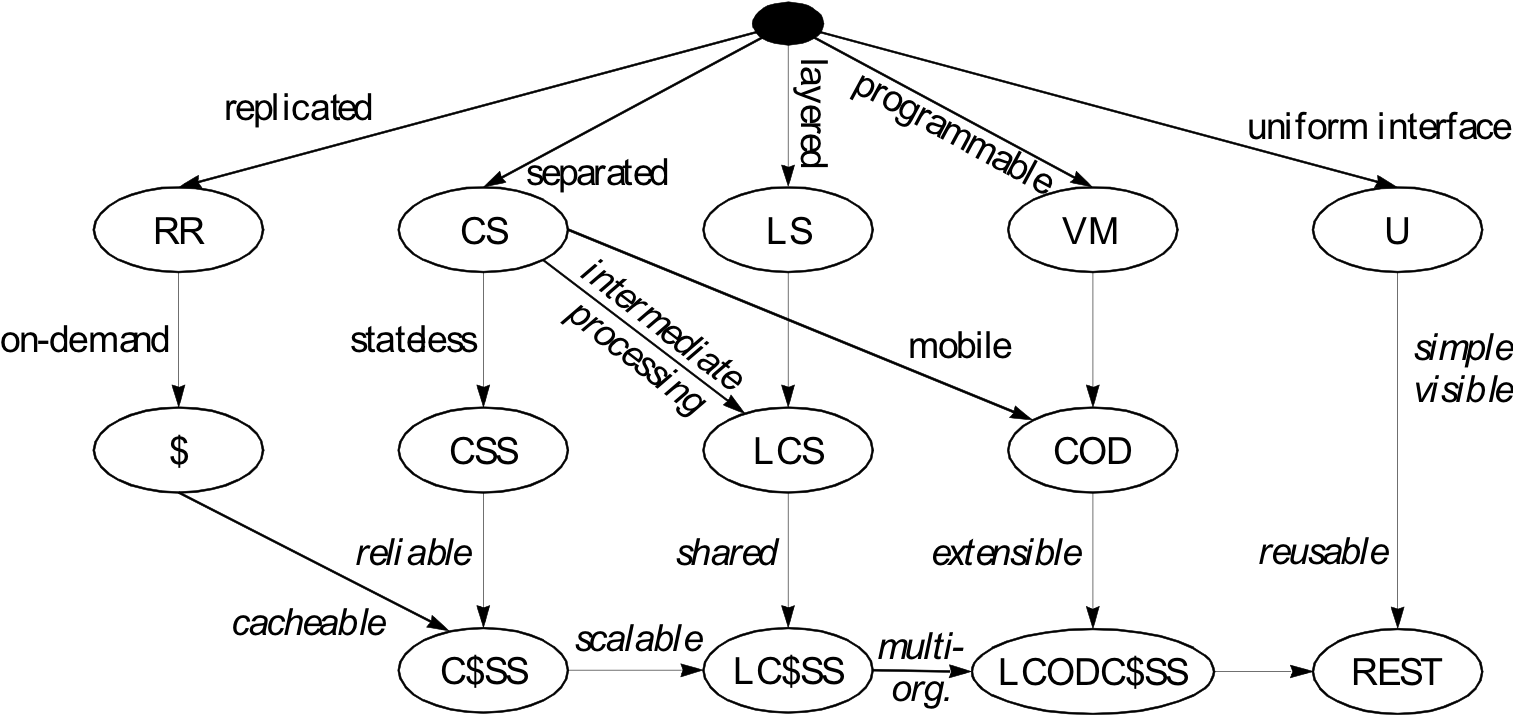 layered
programmable
replicated
uniform interface
separated
RR
CS
LS
VM
U
intermediate
processing
on-demand
stateless
mobile
simple
visible
$
CSS
LCS
COD
reliable
shared
extensible
reusable
cacheable
scalable
multi-
org.
C$SS
LC$SS
LCODC$SS
REST